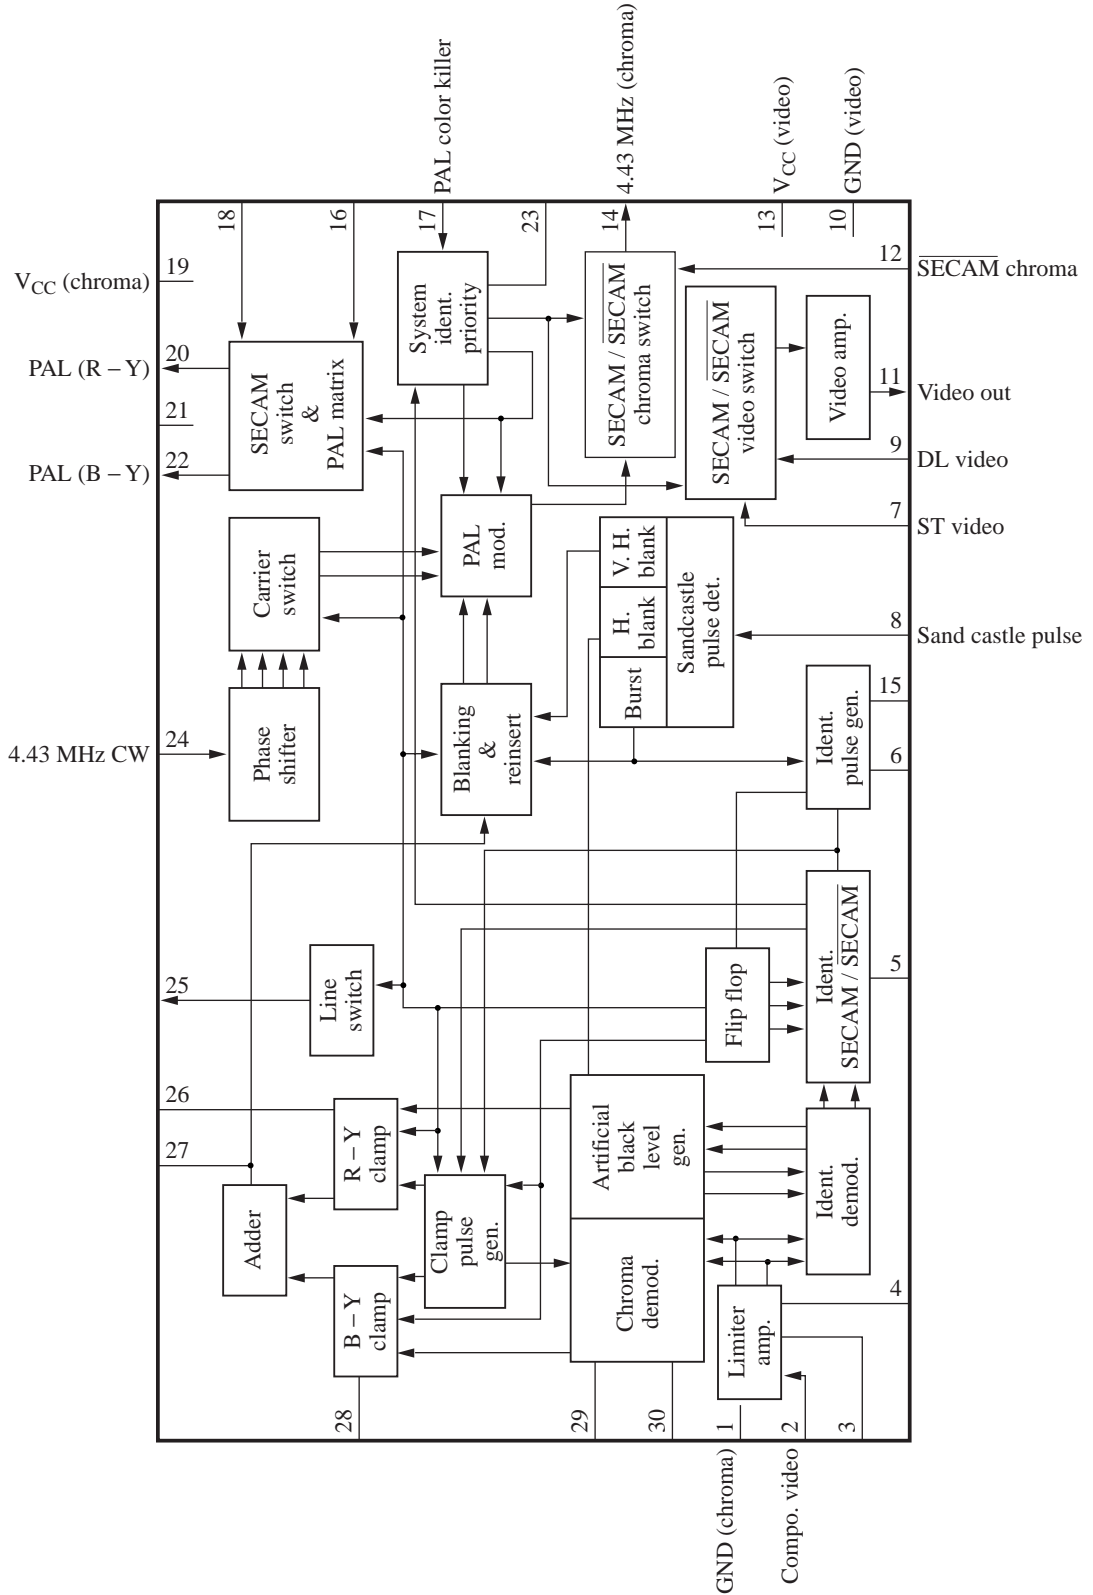 18
16
17
PAL color killer
23
14
4.43 MHz (chroma)
13
V<sub>CC</sub> (video)
10
GND (video)
V<sub>CC</sub> (chroma)
19
PAL (R – Y)
20
21
PAL (B – Y)
22
4.43 MHz CW
24
25
26
27
12
S̅E̅C̅A̅M̅ chroma
11
Video out
9
DL video
7
ST video
8
Sand castle pulse
15
6
5
4
SECAM
switch
&
PAL matrix
System
ident.
priority
SECAM / S̅E̅C̅A̅M̅
chroma switch
SECAM / S̅E̅C̅A̅M̅
video switch
Video amp.
Carrier
switch
PAL
mod.
V. H.
blank
H.
blank
Burst
Sandcastle
pulse det.
Phase
shifter
Blanking
&
reinsert
Ident.
pulse gen.
Line
switch
Flip flop
Ident.
SECAM / S̅E̅C̅A̅M̅
R – Y
clamp
Adder
B – Y
clamp
Clamp
pulse
gen.
Artificial
black
level
gen.
Chroma
demod.
Ident.
demod.
Limiter
amp.
28
29
30
1
GND (chroma)
2
Compo. video
3